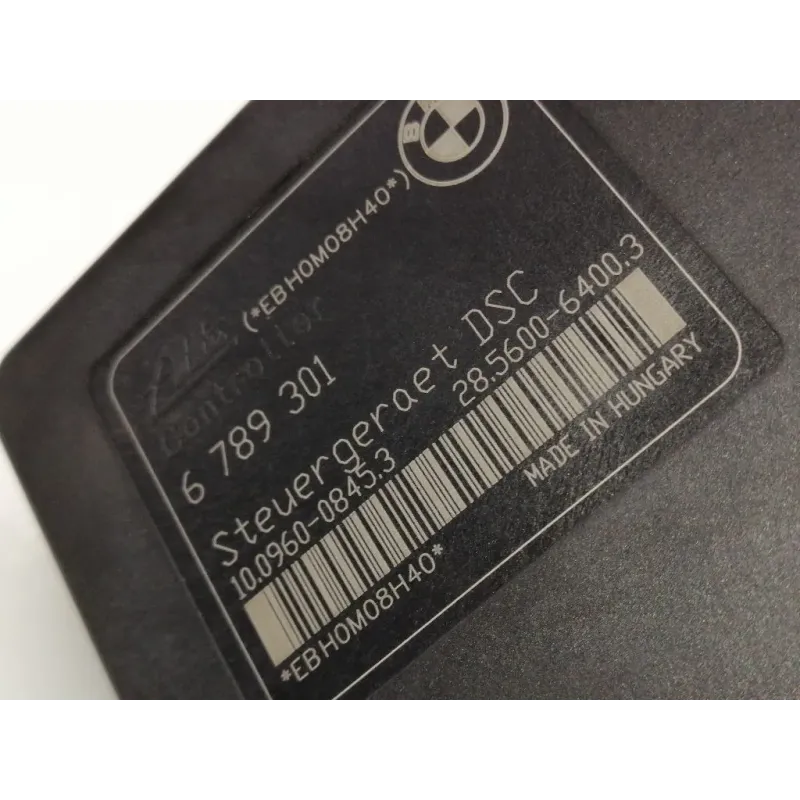 (*EBH0M08H40*)
Controller
6 789 301
Steuergeraet DSC
10.0960-0845.3 28.5600-6400.3
MADE IN HUNGARY
*EBH0M08H40*